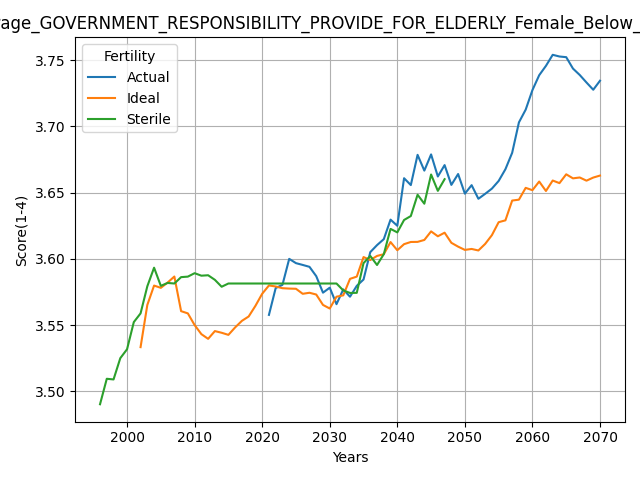 rage_GOVERNMENT_RESPONSIBILITY_PROVIDE_FOR_ELDERLY_Female_Below_
Fertility
Actual
Ideal
Sterile
Score(1-4)
3.75
3.70
3.65
3.60
3.55
3.50
2000 2010 2020 2030 2040 2050 2060 2070
Years